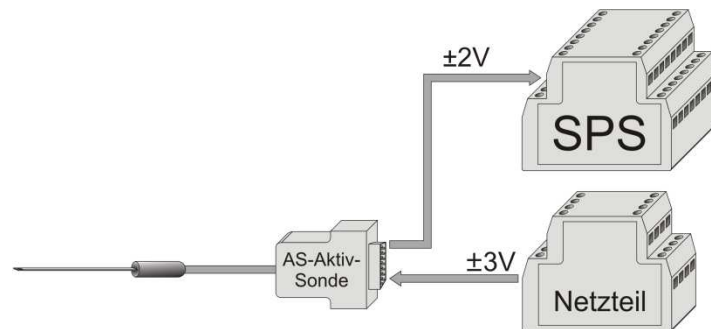 ±2V
SPS
AS-Aktiv-
Sonde
±3V
Netzteil